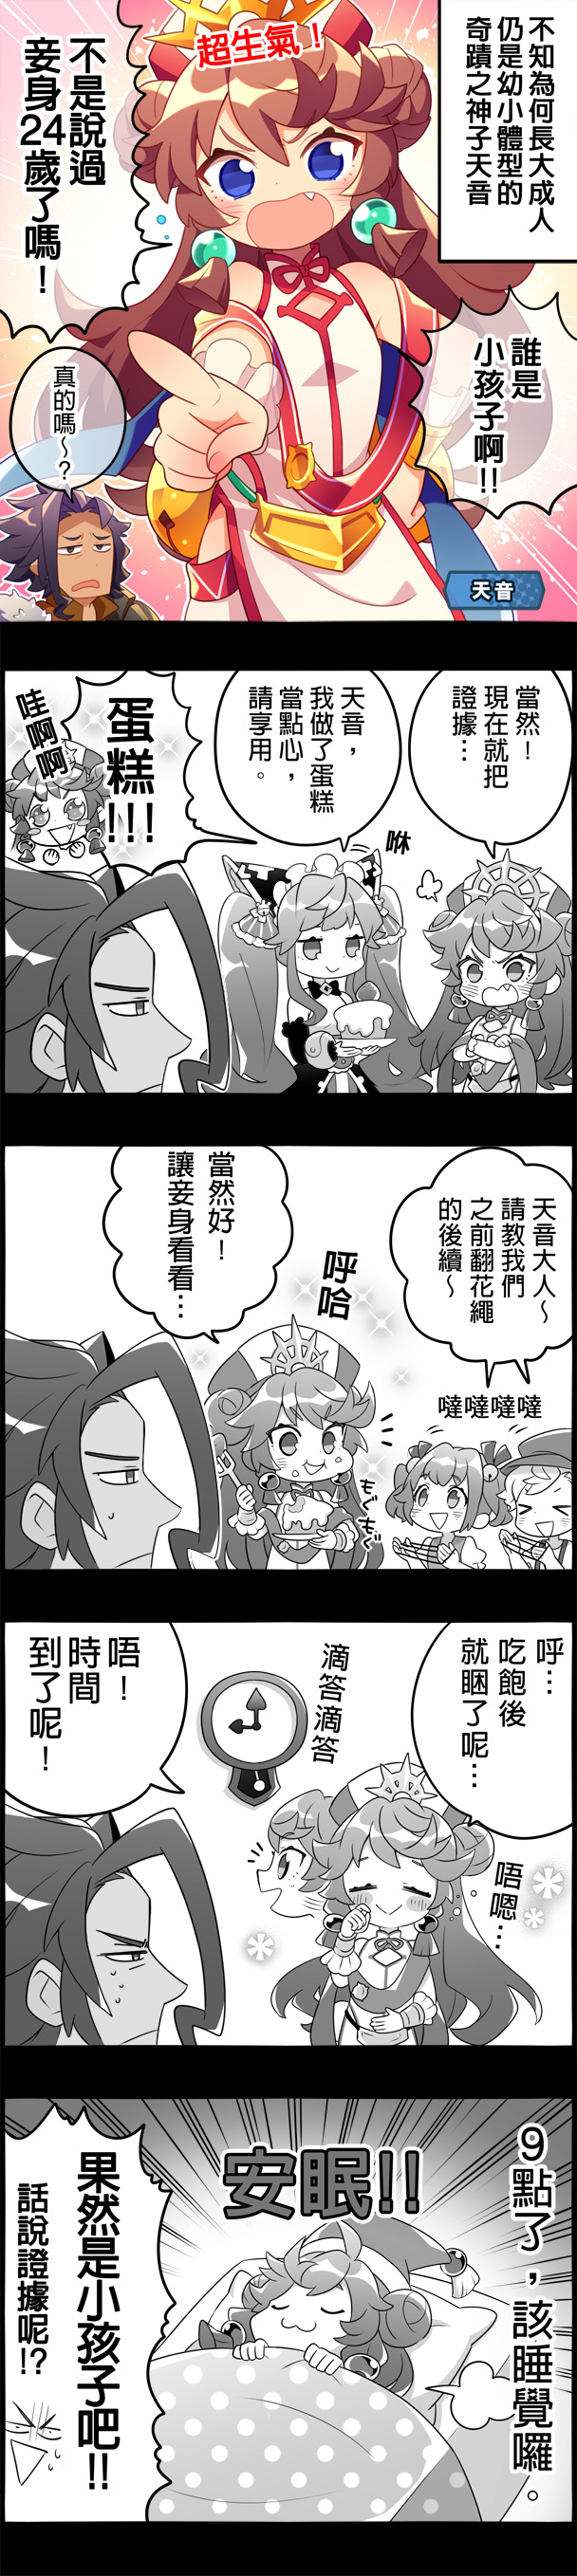 不知為何長大成人
仍是幼小體型的
奇蹟之神子天音
超生氣！
不是說過
妾身24歲了嗎！
誰是
小孩子啊!!
真的嗎～?
天音
當然！
現在就把
證據…
天音，
我做了蛋糕
當點心，
請享用。
咻
蛋糕!!!
哇啊啊
天音大人～
請教我們
之前翻花繩
的後續～
噠噠噠噠
呼哈
もぐもぐ
當然好！
讓妾身看看…
呼…
吃飽後
就睏了呢…
唔嗯…
滴答滴答
唔！
時間
到了呢！
9點了，該睡覺囉。
安眠!!
果然是小孩子吧!!
話說證據呢!?